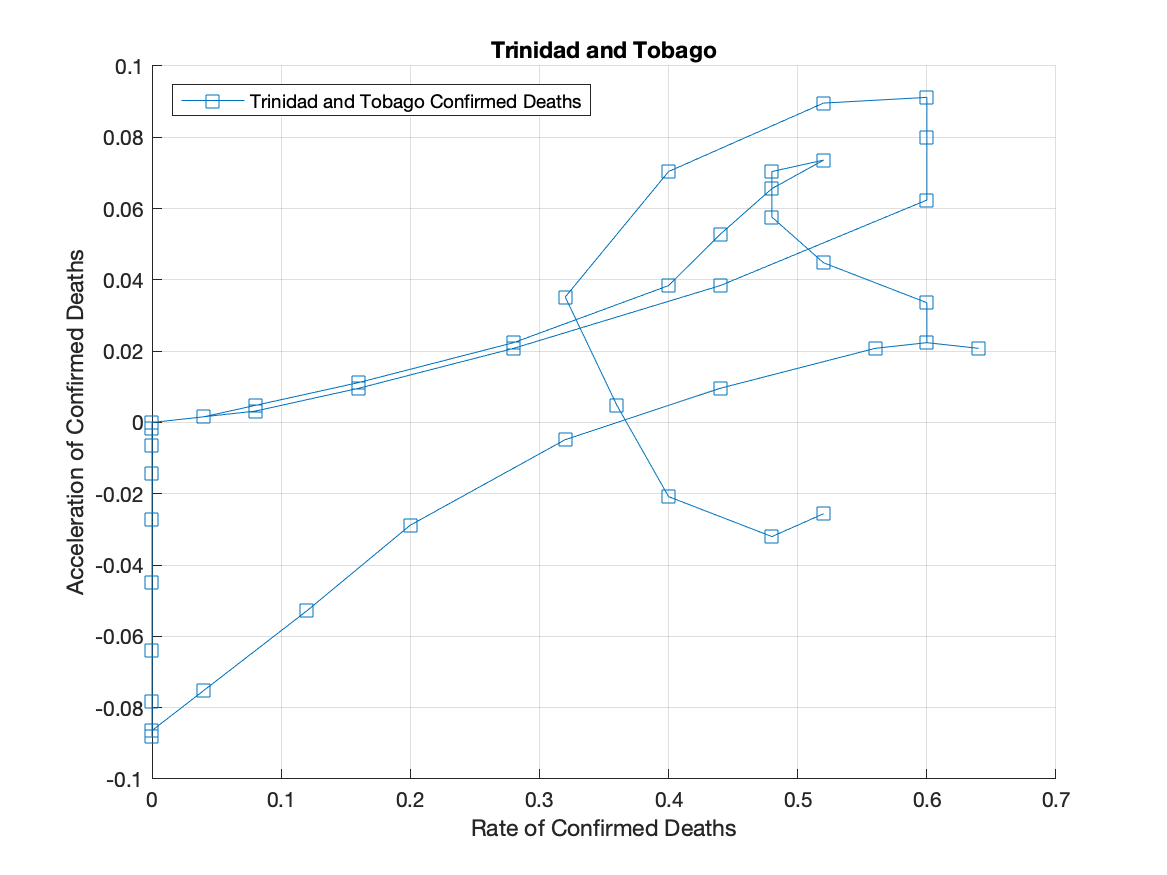 Trinidad and Tobago
Trinidad and Tobago Confirmed Deaths
Acceleration of Confirmed Deaths
0.1
0.08
0.06
0.04
0.02
0
-0.02
-0.04
-0.06
-0.08
-0.1
0 0.1 0.2 0.3 0.4 0.5 0.6 0.7
Rate of Confirmed Deaths